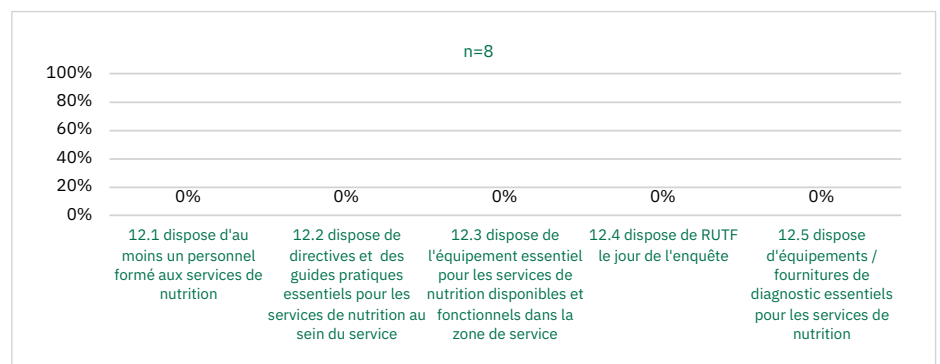 n=8
100%
80%
60%
40%
20%
0%
0% 0% 0% 0% 0%
12.1 dispose d'au
moins un personnel
formé aux services de
nutrition
12.2 dispose de
directives et des
guides pratiques
essentiels pour les
services de nutrition au
sein du service
12.3 dispose de
l'équipement essentiel
pour les services de
nutrition disponibles et
fonctionnels dans la
zone de service
12.4 dispose de RUTF
le jour de l'enquête
12.5 dispose
d'équipements /
fournitures de
diagnostic essentiels
pour les services de
nutrition